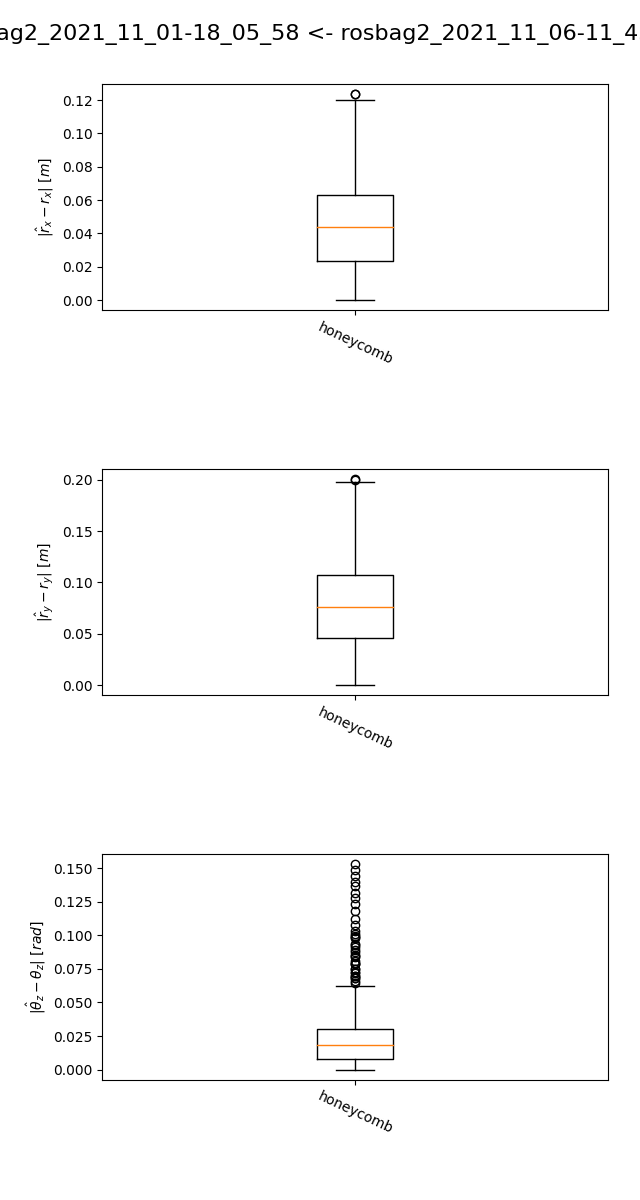 ag2_2021_11_01-18_05_58 <- rosbag2_2021_11_06-11_4
0.12
0.10
0.08
0.06
0.04
0.02
0.00
|r̂x − rx| [m]
honeycomb
0.20
0.15
0.10
0.05
0.00
|r̂y − ry| [m]
honeycomb
0.150
0.125
0.100
0.075
0.050
0.025
0.000
|θ̂z − θz| [rad]
honeycomb